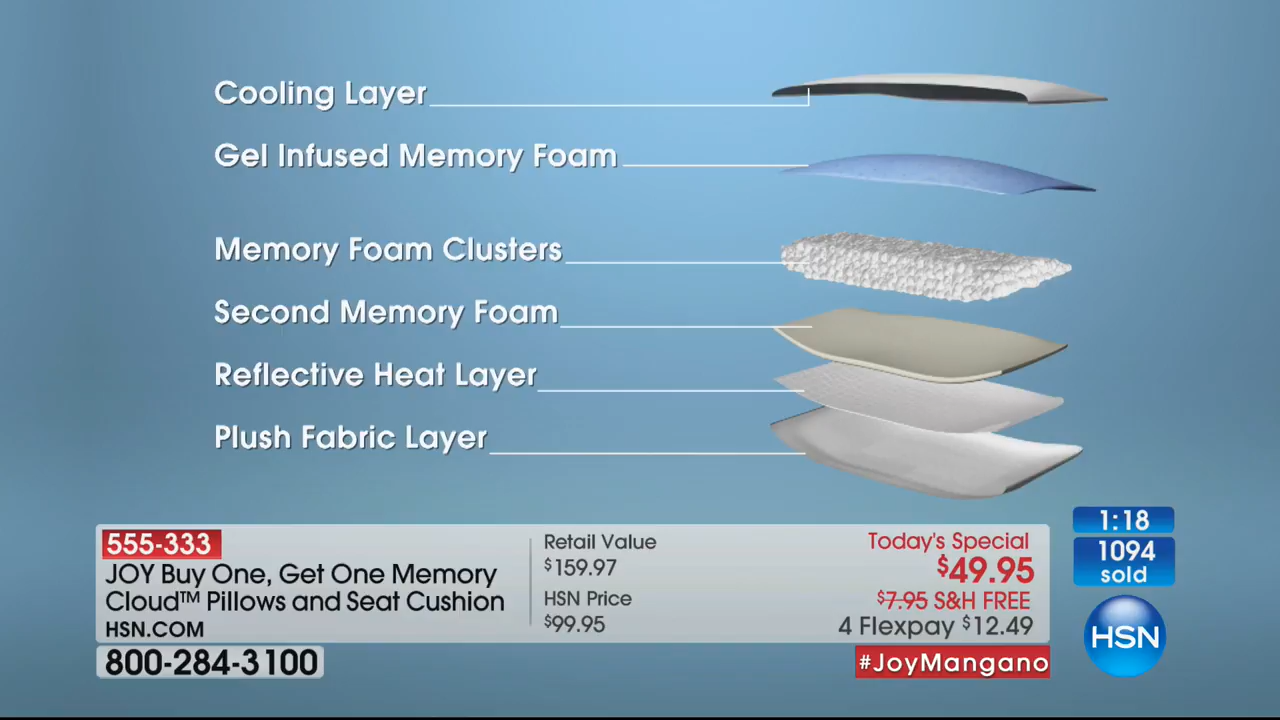 Cooling Layer
Gel Infused Memory Foam
Memory Foam Clusters
Second Memory Foam
Reflective Heat Layer
Plush Fabric Layer
555-333
JOY Buy One, Get One Memory
Cloud™ Pillows and Seat Cushion
HSN.COM
800-284-3100
Retail Value
$159.97
HSN Price
$99.95
Today's Special
$49.95
$7.95 S&H FREE
4 Flexpay $12.49
#JoyMangano
1:18
1094
sold
HSN